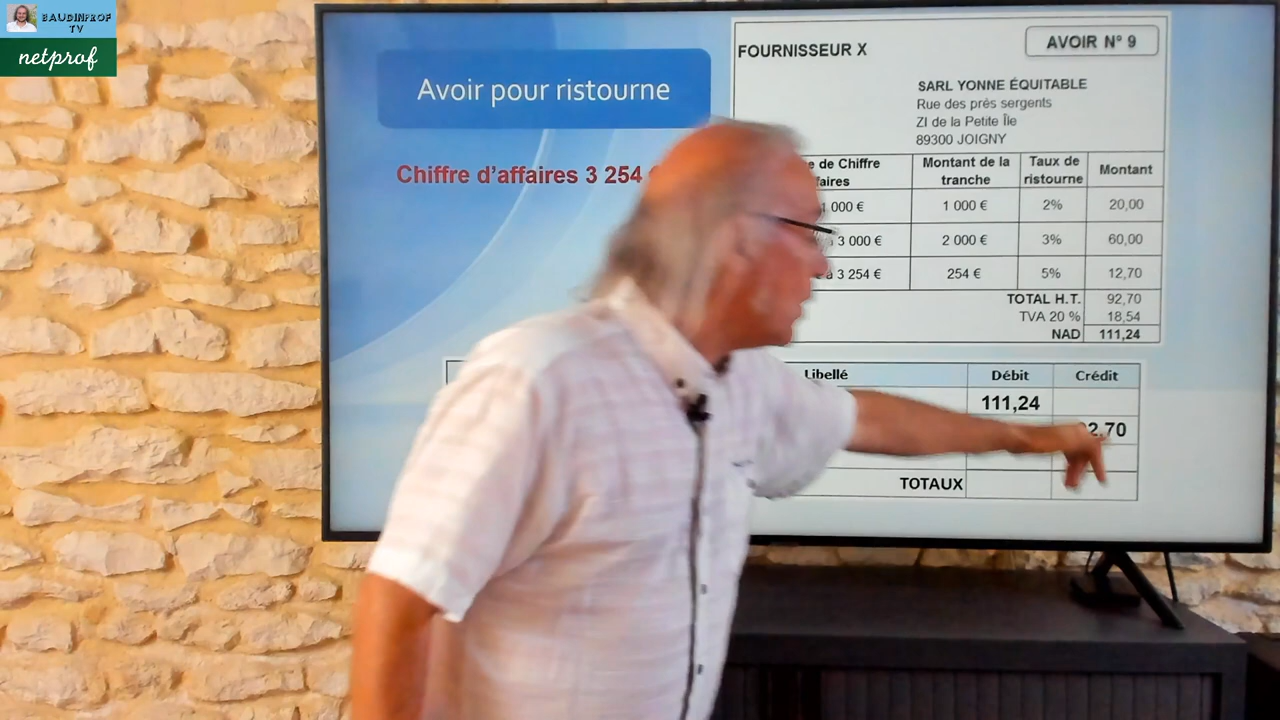 BAUDINPROF
TV
netprof
Avoir pour ristourne
Chiffre d'affaires 3 254
FOURNISSEUR X
AVOIR N° 9
SARL YONNE ÉQUITABLE
Rue des prés sergents
ZI de la Petite Île
89300 JOIGNY
de Chiffre
Montant de la
tranche
Taux de
ristourne
Montant
000 €
1 000 €
2%
20,00
à 3 000 €
2 000 €
3%
60,00
à 3 254 €
254 €
5%
12,70
TOTAL H.T.
92,70
TVA 20 %
18,54
NAD
111,24
Libellé
Débit
Crédit
111,24
2,70
TOTAUX